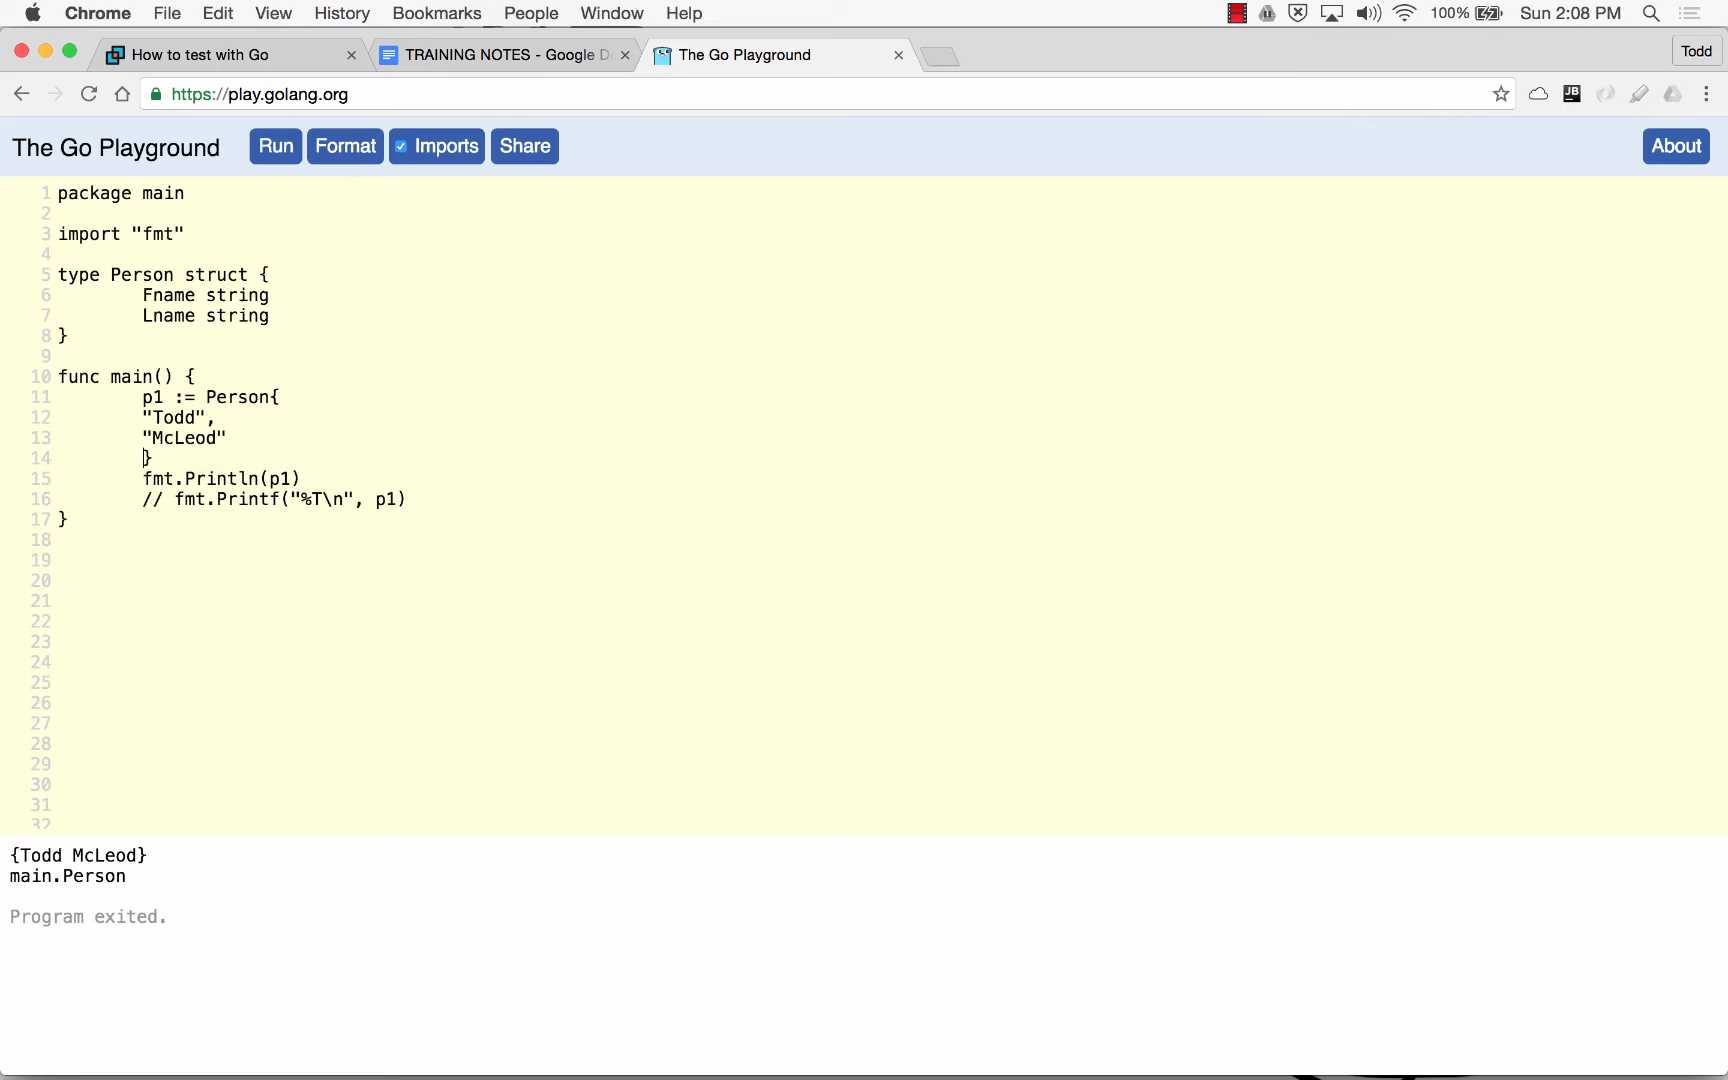 Chrome File Edit View History Bookmarks People Window Help 100% Sun 2:08 PM
How to test with Go TRAINING NOTES - Google D The Go Playground Todd
https://play.golang.org JB
The Go Playground Run Format Imports Share About
1 package main
2
3 import "fmt"
4
5 type Person struct {
6 Fname string
7 Lname string
8 }
9
10 func main() {
11 p1 := Person{
12 "Todd",
13 "McLeod"
14 }
15 fmt.Println(p1)
16 // fmt.Printf("%T\n", p1)
17 }
18
19
20
21
22
23
24
25
26
27
28
29
30
31
32
{Todd McLeod}
main.Person
Program exited.